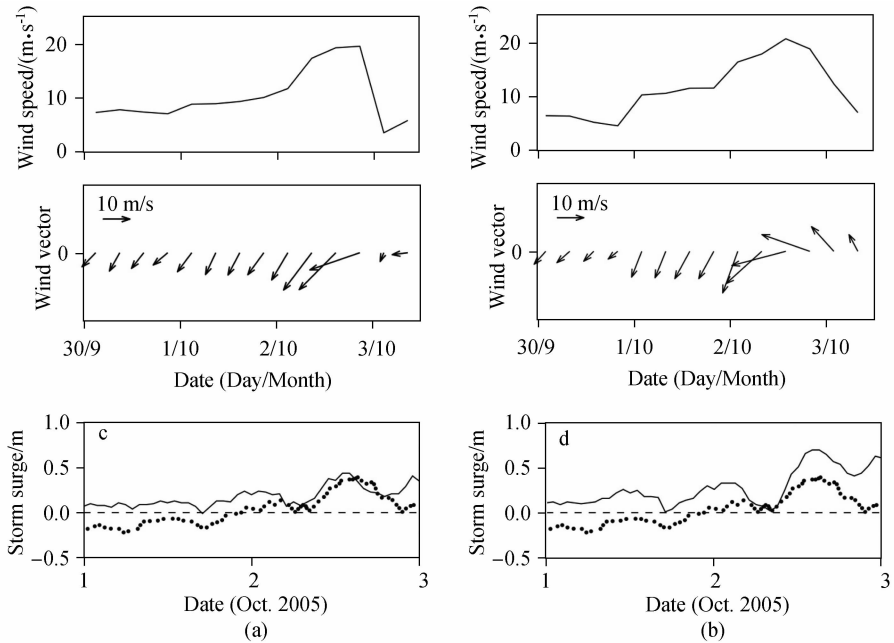 Wind speed/(m·s⁻¹)
20
10
0
Wind vector
10 m/s
0
30/9 1/10 2/10 3/10
Date (Day/Month)
Storm surge/m
c
1.0
0.5
0.0
−0.5
1 2 3
Date (Oct. 2005)
(a)
Wind speed/(m·s⁻¹)
20
10
0
Wind vector
10 m/s
0
30/9 1/10 2/10 3/10
Date (Day/Month)
Storm surge/m
d
1.0
0.5
0.0
−0.5
1 2 3
Date (Oct. 2005)
(b)